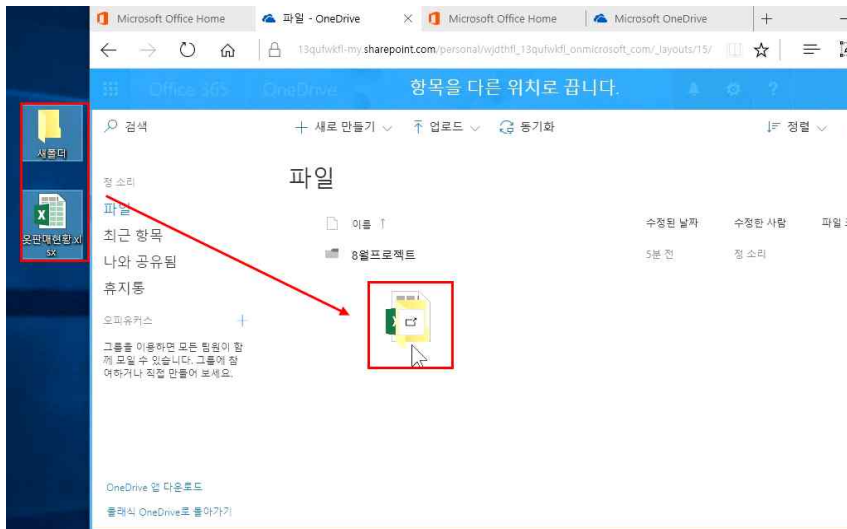 Microsoft Office Home
파일 - OneDrive
Microsoft Office Home
Microsoft OneDrive
13qufwkfl-my.sharepoint.com/personal/wjdthfl_13qufwkfl_onmicrosoft_com/_layouts/15/
Office 365
OneDrive
항목을 다른 위치로 끕니다.
검색
새로 만들기
업로드
동기화
정렬
새폴더
옷판매현황.xl
sx
정 소리
파일
최근 항목
나와 공유됨
휴지통
오피유커스
그룹을 이용하면 모든 팀원이 함
께 모일 수 있습니다. 그룹에 참
여하거나 직접 만들어 보세요.
OneDrive 앱 다운로드
클래식 OneDrive로 돌아가기
파일
이름
수정된 날짜
수정한 사람
파일
8월프로젝트
5분 전
정 소리